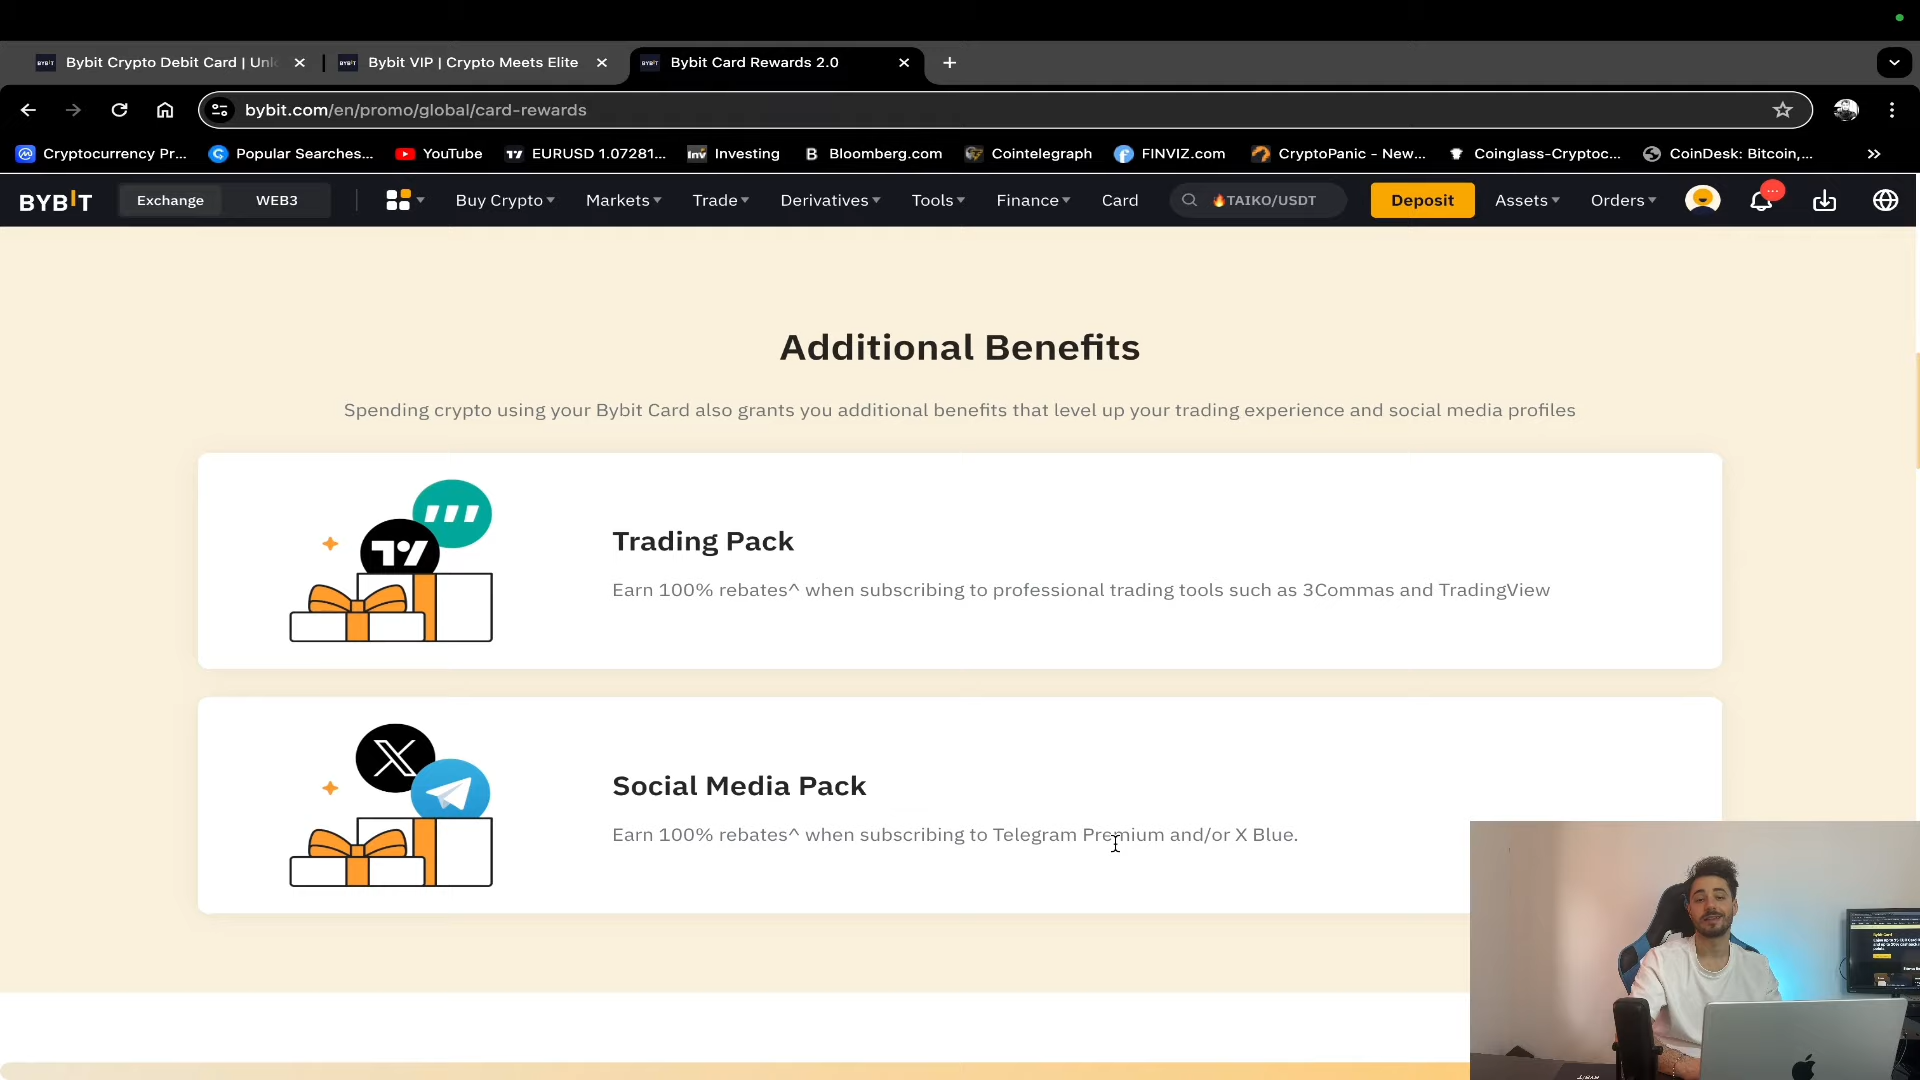 Bybit Crypto Debit Card | Unlo
Bybit VIP | Crypto Meets Elite
Bybit Card Rewards 2.0
bybit.com/en/promo/global/card-rewards
Cryptocurrency Pr... Popular Searches... YouTube EURUSD 1.07281... Investing Bloomberg.com Cointelegraph FINVIZ.com CryptoPanic - New... Coinglass-Cryptoc... CoinDesk: Bitcoin,...
BYBIT Exchange WEB3 Buy Crypto Markets Trade Derivatives Tools Finance Card TAIKO/USDT Deposit Assets Orders
Additional Benefits
Spending crypto using your Bybit Card also grants you additional benefits that level up your trading experience and social media profiles
Trading Pack
Earn 100% rebates^ when subscribing to professional trading tools such as 3Commas and TradingView
Social Media Pack
Earn 100% rebates^ when subscribing to Telegram Premium and/or X Blue.